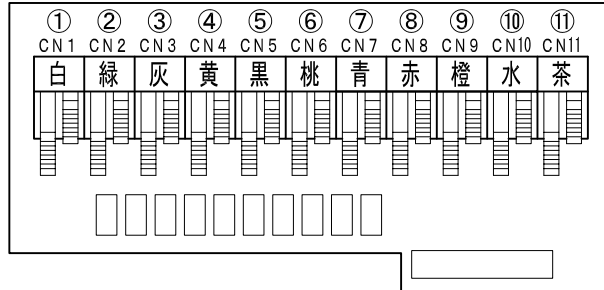 ① ② ③ ④ ⑤ ⑥ ⑦ ⑧ ⑨ ⑩ ⑪
CN1 CN2 CN3 CN4 CN5 CN6 CN7 CN8 CN9 CN10 CN11
白 緑 灰 黄 黒 桃 青 赤 橙 水 茶